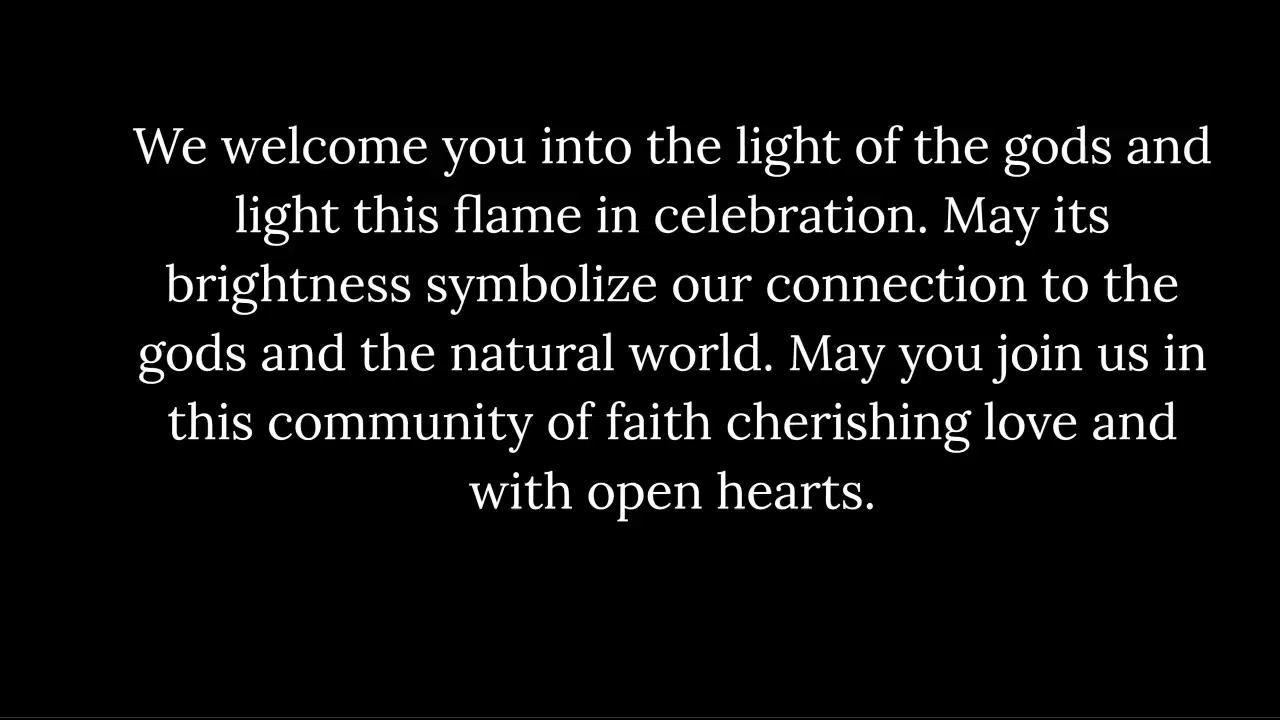 We welcome you into the light of the gods and
light this flame in celebration. May its
brightness symbolize our connection to the
gods and the natural world. May you join us in
this community of faith cherishing love and
with open hearts.